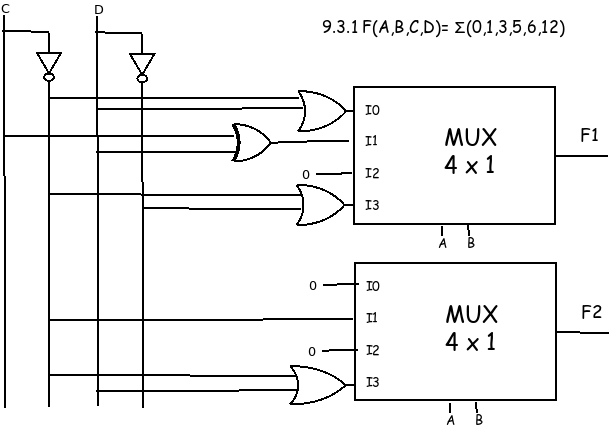 C
D
9.3.1 F(A,B,C,D)= Σ(0,1,3,5,6,12)
I0
I1
MUX
4 x 1
F1
0
I2
I3
A
B
0
I0
I1
MUX
4 x 1
F2
0
I2
I3
A
B